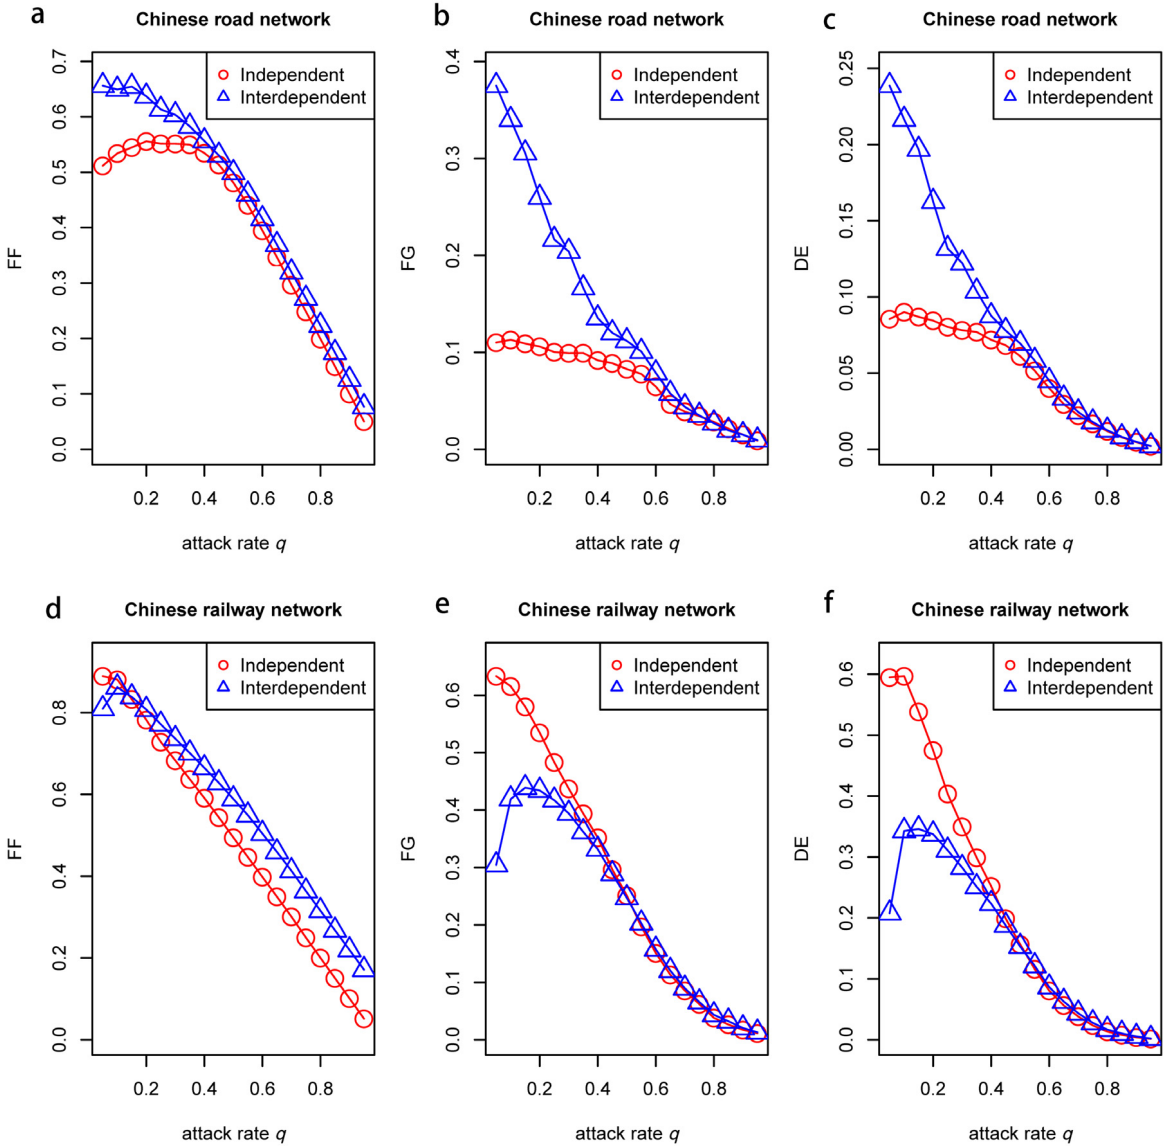 a
Chinese road network
FF
0.0
0.1
0.2
0.3
0.4
0.5
0.6
0.7
Independent
Interdependent
0.2 0.4 0.6 0.8
attack rate q
b
Chinese road network
FG
0.0
0.1
0.2
0.3
0.4
Independent
Interdependent
0.2 0.4 0.6 0.8
attack rate q
c
Chinese road network
DE
0.00
0.05
0.10
0.15
0.20
0.25
Independent
Interdependent
0.2 0.4 0.6 0.8
attack rate q
d
Chinese railway network
FF
0.0
0.2
0.4
0.6
0.8
Independent
Interdependent
0.2 0.4 0.6 0.8
attack rate q
e
Chinese railway network
FG
0.0
0.1
0.2
0.3
0.4
0.5
0.6
Independent
Interdependent
0.2 0.4 0.6 0.8
attack rate q
f
Chinese railway network
DE
0.0
0.1
0.2
0.3
0.4
0.5
0.6
Independent
Interdependent
0.2 0.4 0.6 0.8
attack rate q